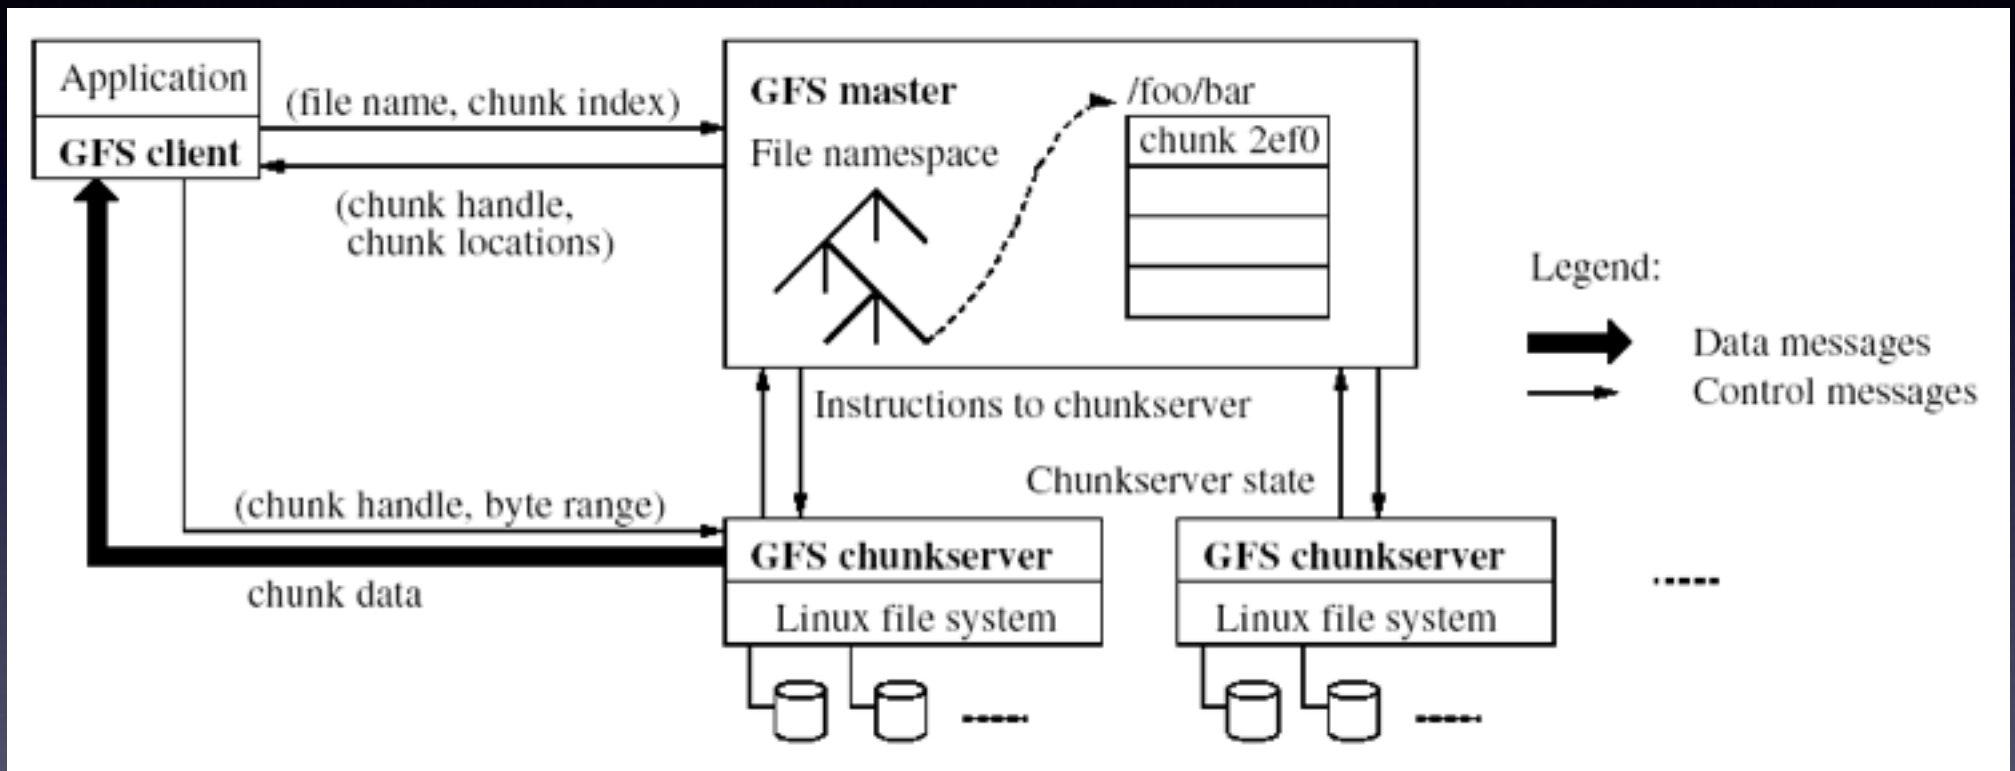 Application
GFS client
(file name, chunk index)
(chunk handle,
chunk locations)
GFS master
File namespace
/foo/bar
chunk 2ef0
Legend:
Data messages
Control messages
Instructions to chunkserver
Chunkserver state
(chunk handle, byte range)
chunk data
GFS chunkserver
Linux file system
GFS chunkserver
Linux file system